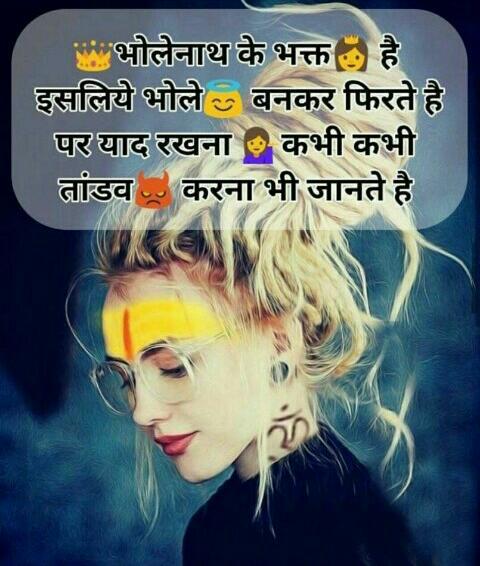 👑भोलेनाथ के भक्त👸 है
इसलिये भोले😇 बनकर फिरते है
पर याद रखना 💁‍♀️कभी कभी
तांडव👿 करना भी जानते है
ॐ